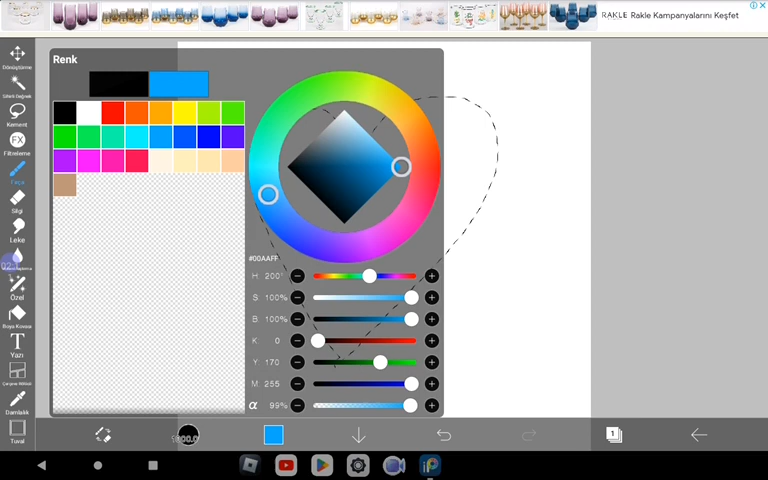 RAKLE Rakle Kampanyalarını Keşfet
Renk
Dönüştürme
Sihirli Değnek
Kement
FX
Filtreleme
Fırça
Silgi
Leke
Özel
Boya Kovası
T
Yazı
Damlalık
Tuval
#00AAFF
H: 200°
S: 100%
B: 100%
K: 0
Y: 170
M: 255
α 99%
1